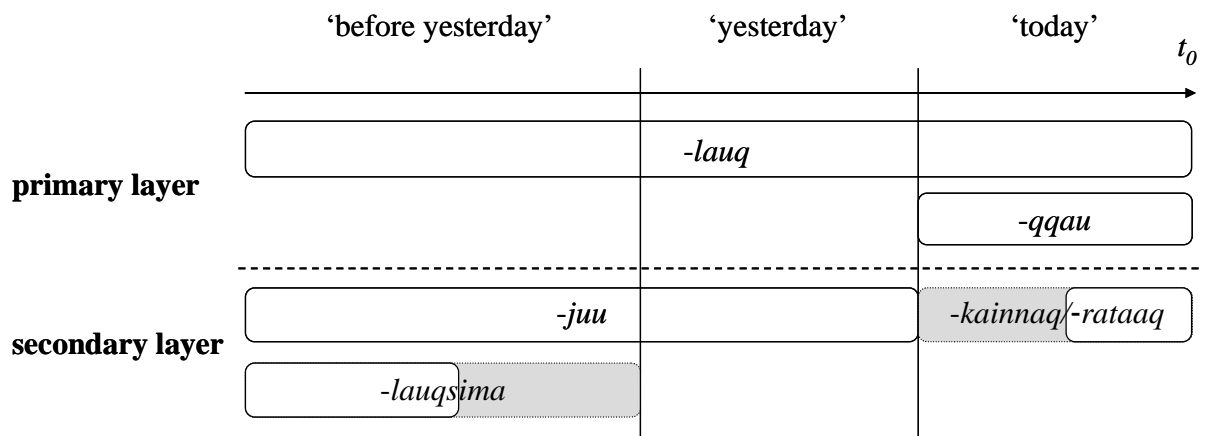 ‘before yesterday’ ‘yesterday’ ‘today’
t0
-lauq
primary layer
-qqau
-juu -kainnaq/-rataaq
secondary layer
-lauqsima